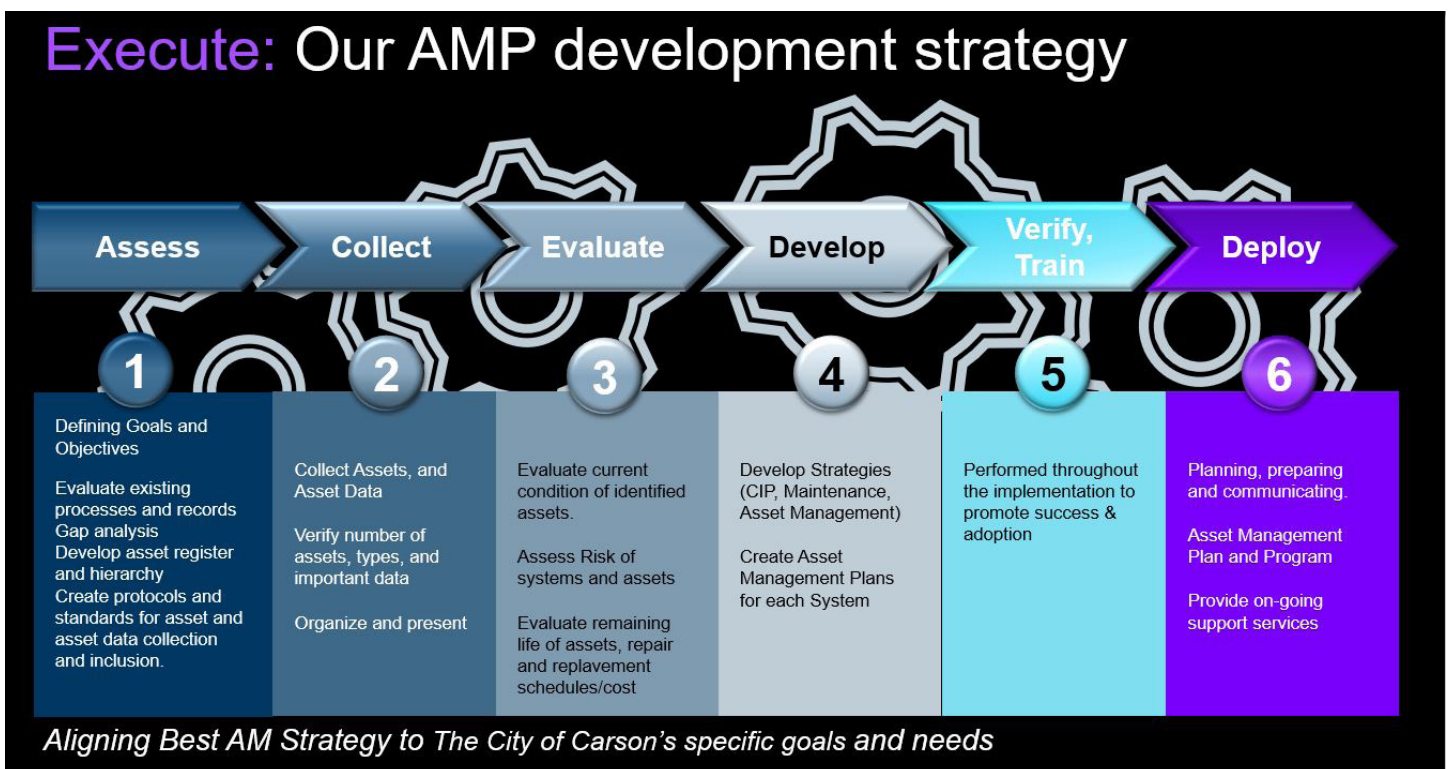 Execute: Our AMP development strategy
Assess
Collect
Evaluate
Develop
Verify,
Train
Deploy
1
2
3
4
5
6
Defining Goals and
Objectives
Evaluate existing
processes and records
Gap analysis
Develop asset register
and hierarchy
Create protocols and
standards for asset and
asset data collection
and inclusion.
Collect Assets, and
Asset Data
Verify number of
assets, types, and
important data
Organize and present
Evaluate current
condition of identified
assets.
Assess Risk of
systems and assets
Evaluate remaining
life of assets, repair
and replavement
schedules/cost
Develop Strategies
(CIP, Maintenance,
Asset Management)
Create Asset
Management Plans
for each System
Performed throughout
the implementation to
promote success &
adoption
Planning, preparing
and communicating.
Asset Management
Plan and Program
Provide on-going
support services
Aligning Best AM Strategy to The City of Carson's specific goals and needs